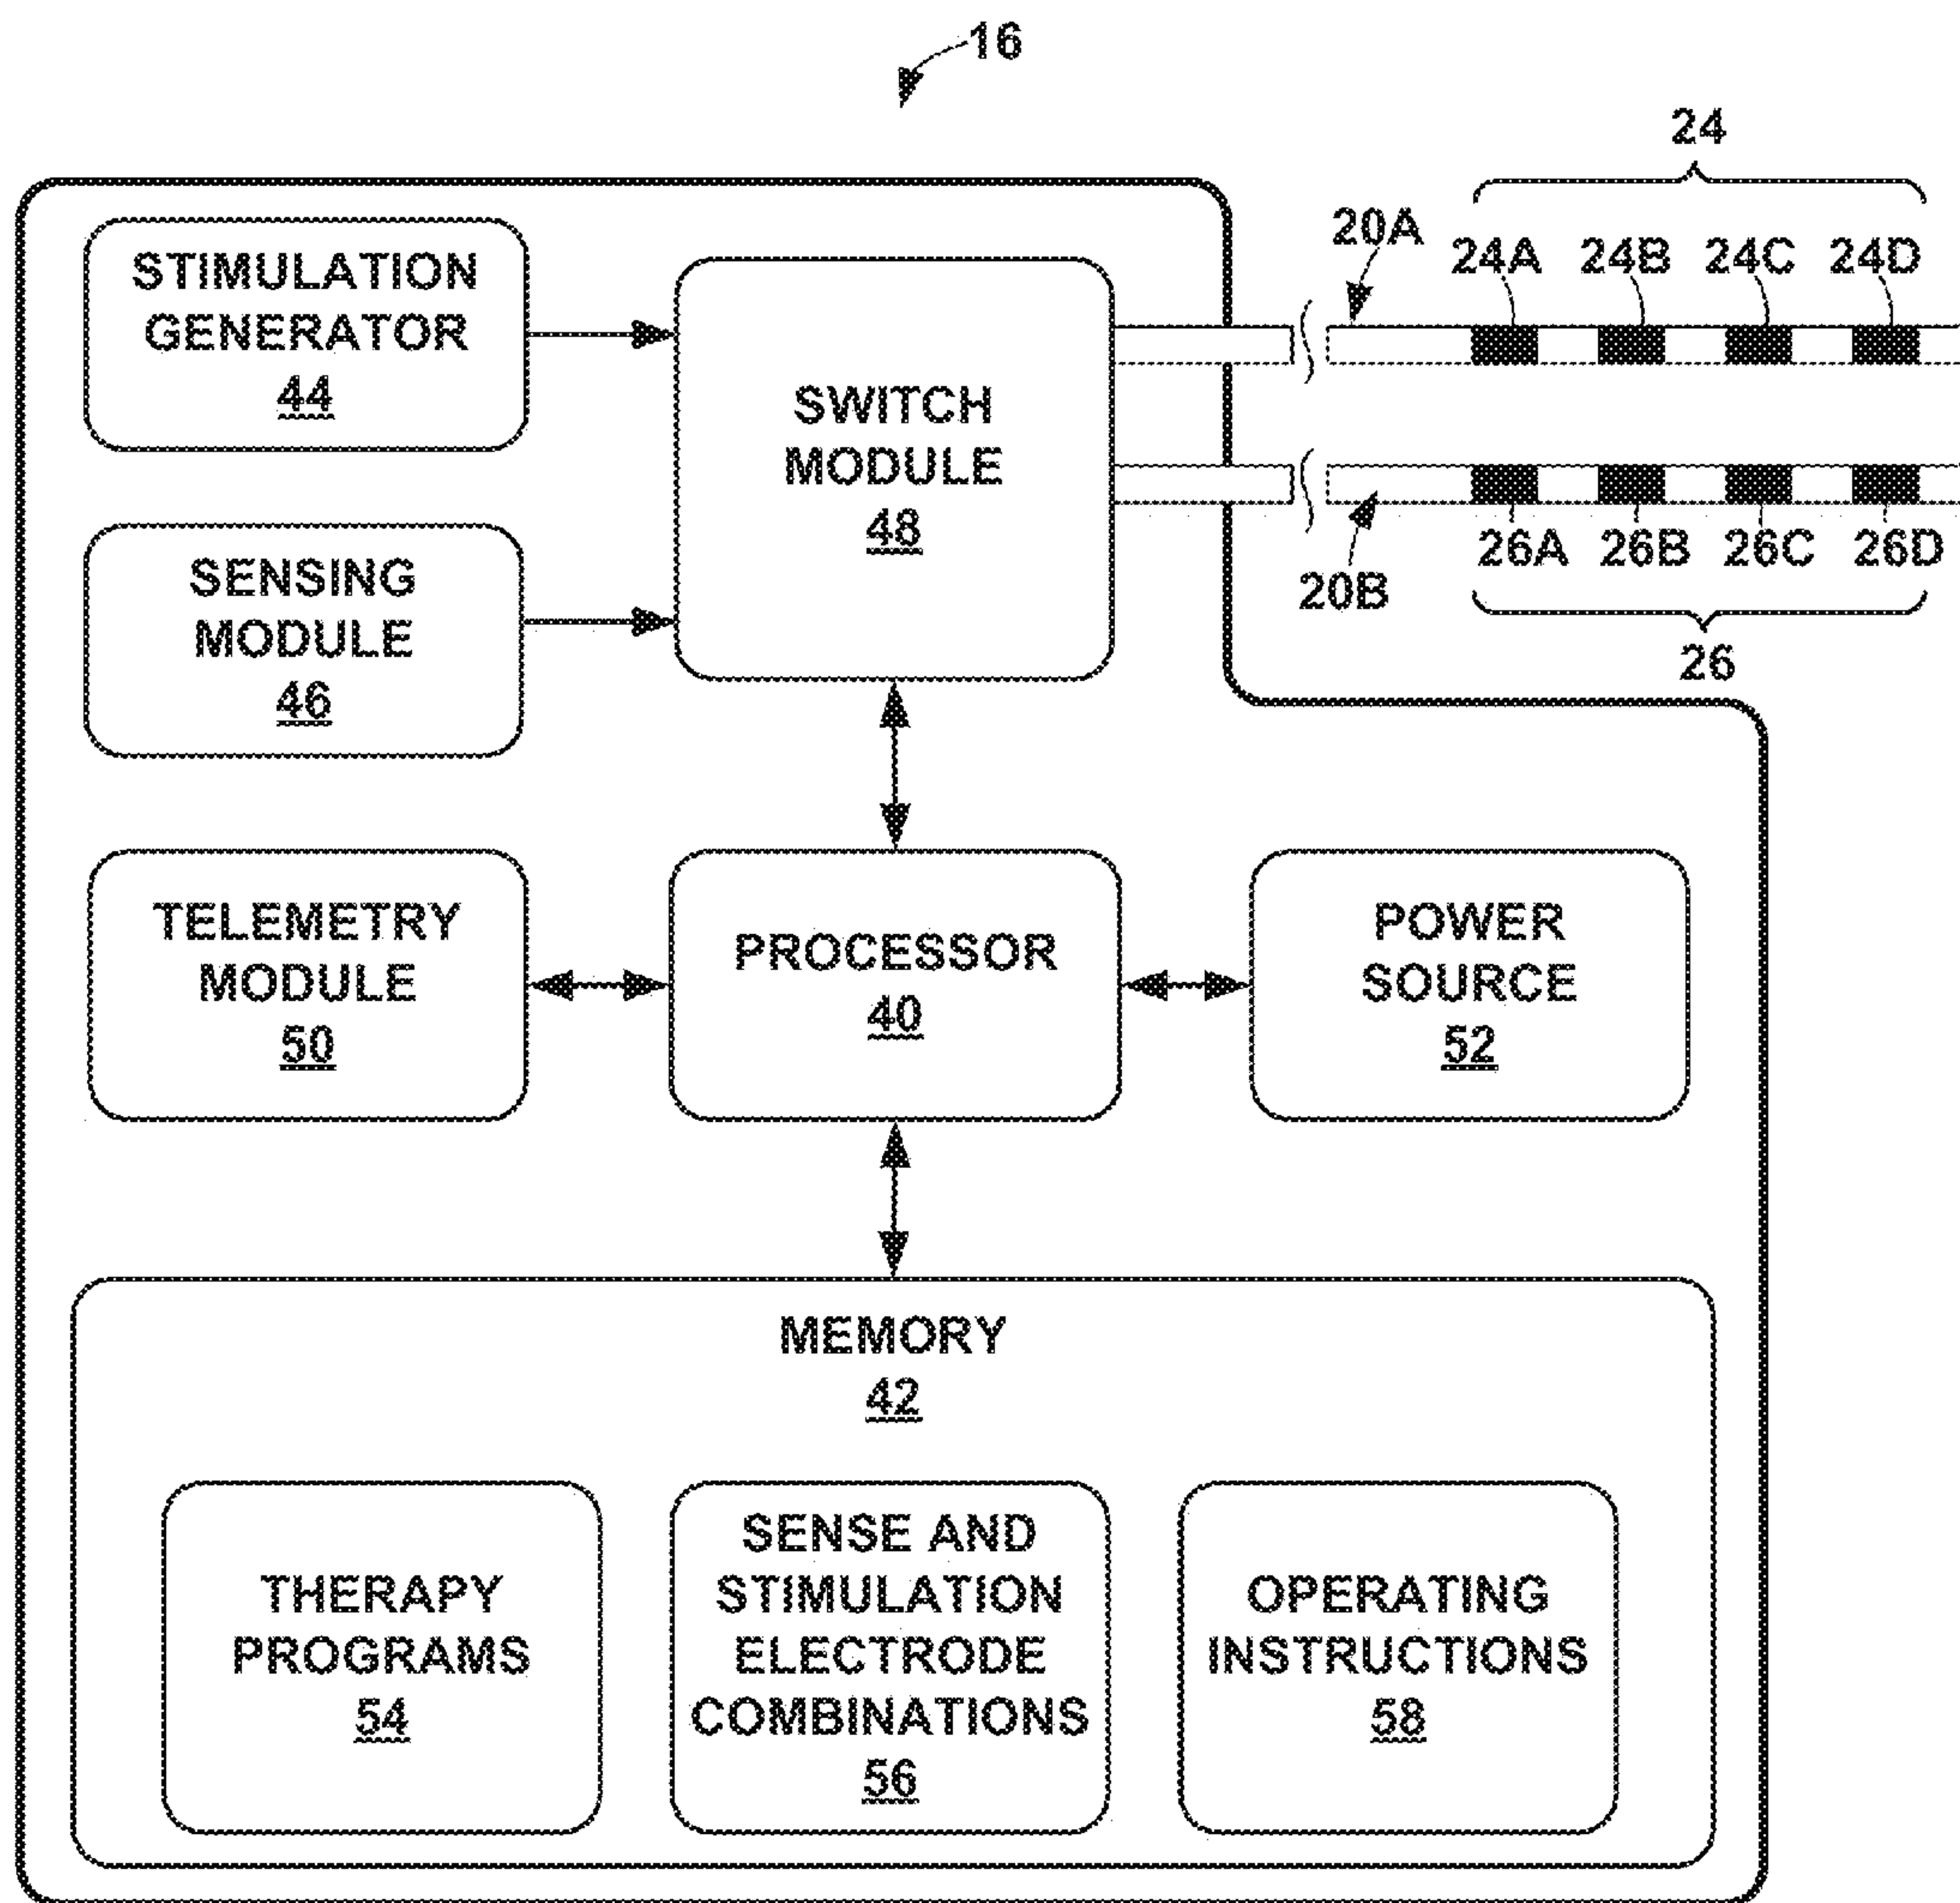 16
24
20A
24A 24B 24C 24D
STIMULATION
GENERATOR
44
SWITCH
MODULE
48
SENSING
MODULE
46
20B
26A 26B 26C 26D
26
TELEMETRY
MODULE
50
PROCESSOR
40
POWER
SOURCE
52
MEMORY
42
THERAPY
PROGRAMS
54
SENSE AND
STIMULATION
ELECTRODE
COMBINATIONS
56
OPERATING
INSTRUCTIONS
58